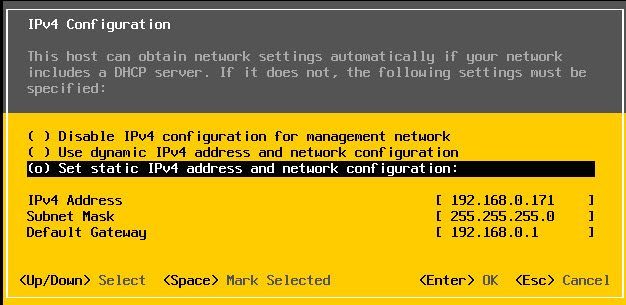 IPv4 Configuration
This host can obtain network settings automatically if your network
includes a DHCP server. If it does not, the following settings must be
specified:
( ) Disable IPv4 configuration for management network
( ) Use dynamic IPv4 address and network configuration
(o) Set static IPv4 address and network configuration:
IPv4 Address [ 192.168.0.171 ]
Subnet Mask [ 255.255.255.0 ]
Default Gateway [ 192.168.0.1 ]
<Up/Down> Select <Space> Mark Selected <Enter> OK <Esc> Cancel